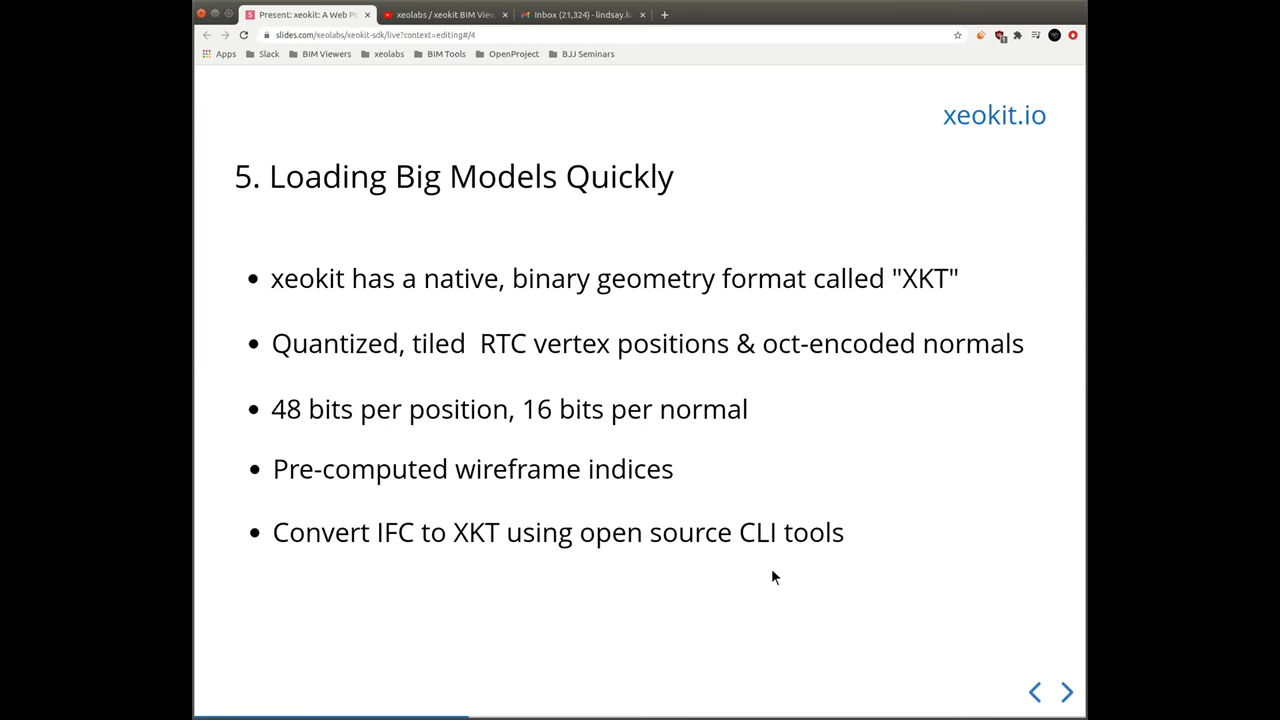 Present: xeokit: A Web Pr
xeolabs / xeokit BIM View
Inbox (21,324) - lindsay.k
slides.com/xeolabs/xeokit-sdk/live?context=editing#/4
Apps Slack BIM Viewers xeolabs BIM Tools OpenProject BJJ Seminars
xeokit.io
5. Loading Big Models Quickly
• xeokit has a native, binary geometry format called "XKT"
• Quantized, tiled RTC vertex positions & oct-encoded normals
• 48 bits per position, 16 bits per normal
• Pre-computed wireframe indices
• Convert IFC to XKT using open source CLI tools